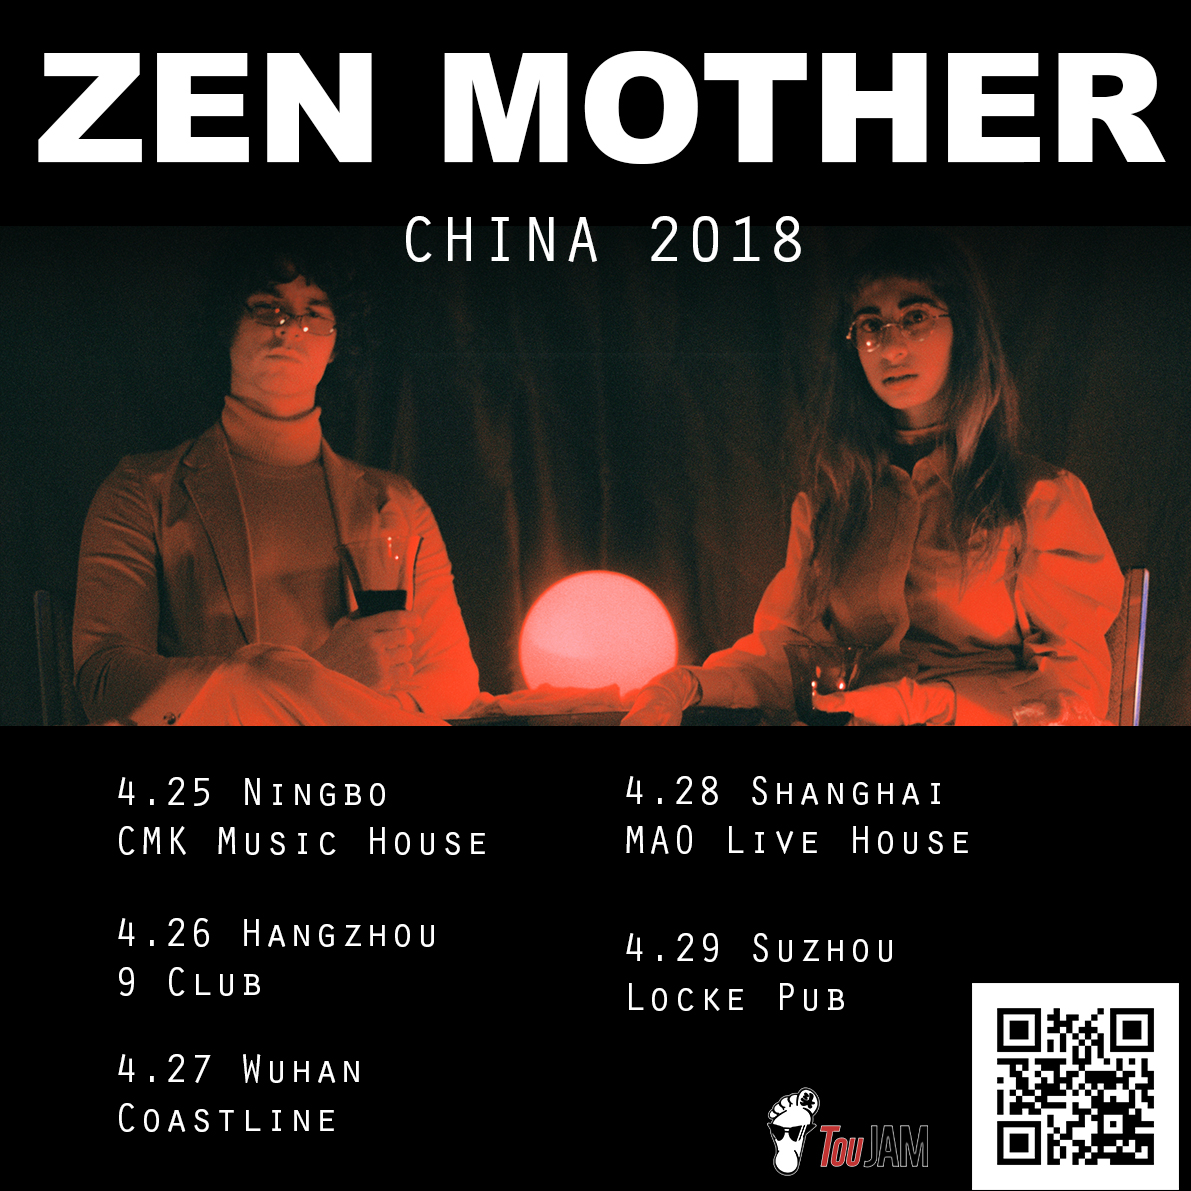 ZEN MOTHER
CHINA 2018
4.25 NINGBO
CMK MUSIC HOUSE
4.26 HANGZHOU
9 CLUB
4.27 WUHAN
COASTLINE
4.28 SHANGHAI
MAO LIVE HOUSE
4.29 SUZHOU
LOCKE PUB
头
TOUJAM